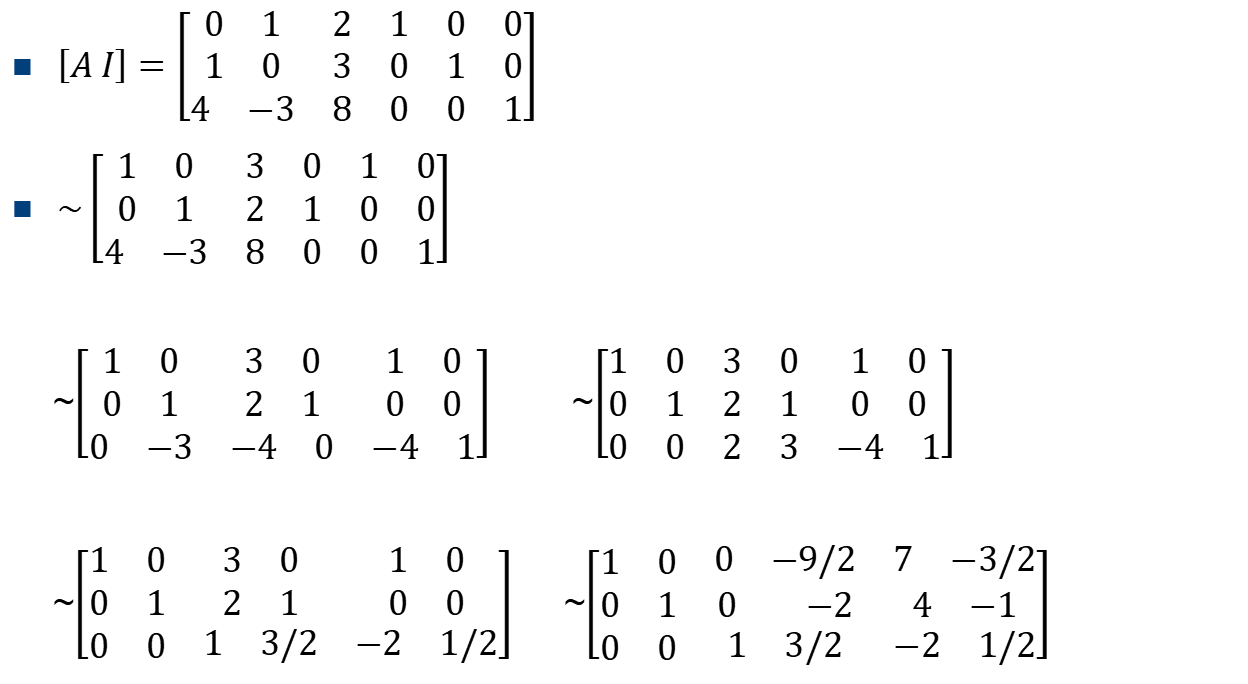 ▪ [A I] = [0 1 2 1 0 0
1 0 3 0 1 0
4 −3 8 0 0 1]
▪ ~ [1 0 3 0 1 0
0 1 2 1 0 0
4 −3 8 0 0 1]
~ [1 0 3 0 1 0
0 1 2 1 0 0
0 −3 −4 0 −4 1]
~ [1 0 3 0 1 0
0 1 2 1 0 0
0 0 2 3 −4 1]
~ [1 0 3 0 1 0
0 1 2 1 0 0
0 0 1 3/2 −2 1/2]
~ [1 0 0 −9/2 7 −3/2
0 1 0 −2 4 −1
0 0 1 3/2 −2 1/2]